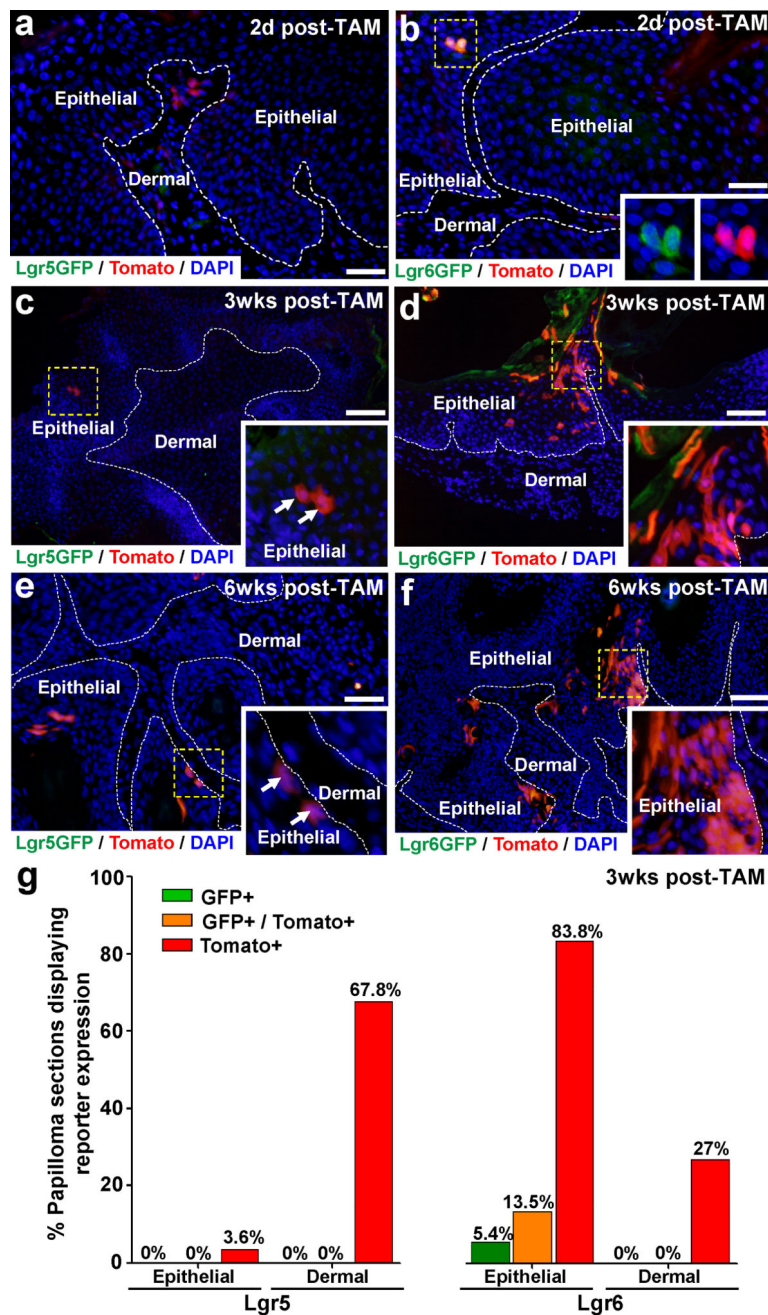 a
2d post-TAM
Epithelial
Epithelial
Dermal
Lgr5GFP / Tomato / DAPI
b
2d post-TAM
Epithelial
Epithelial
Dermal
Lgr6GFP / Tomato / DAPI
c
3wks post-TAM
Epithelial
Dermal
Epithelial
Lgr5GFP / Tomato / DAPI
d
3wks post-TAM
Epithelial
Dermal
Lgr6GFP / Tomato / DAPI
e
6wks post-TAM
Dermal
Epithelial
Dermal
Epithelial
Lgr5GFP / Tomato / DAPI
f
6wks post-TAM
Epithelial
Dermal
Epithelial
Epithelial
Lgr6GFP / Tomato / DAPI
g
3wks post-TAM
% Papilloma sections displaying
reporter expression
100
80
60
40
20
0
GFP+
GFP+ / Tomato+
Tomato+
0%
0%
3.6%
0%
0%
67.8%
5.4%
13.5%
83.8%
0%
0%
27%
Epithelial
Dermal
Epithelial
Dermal
Lgr5
Lgr6